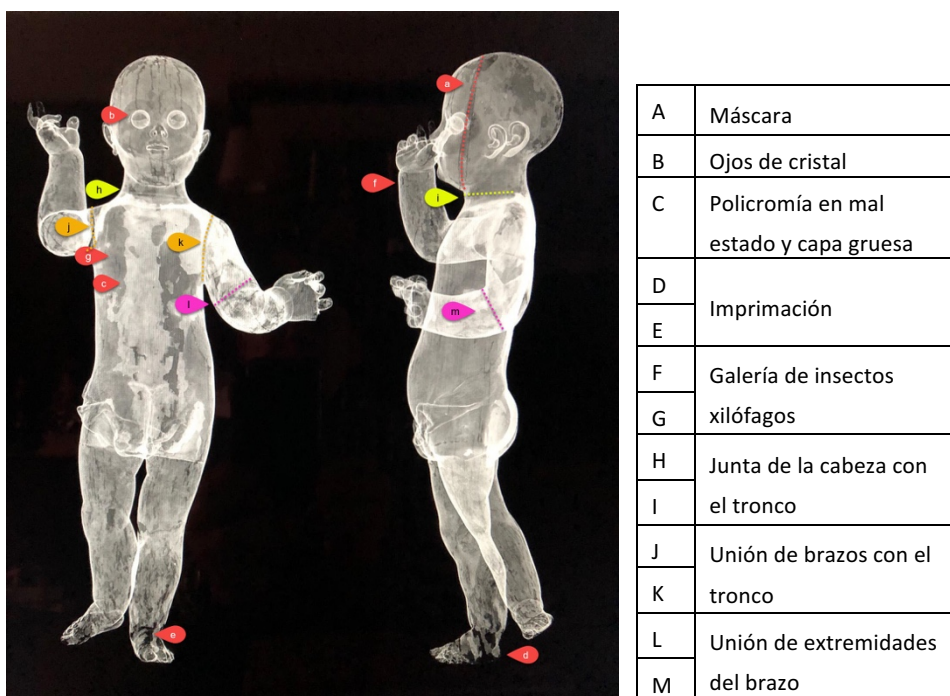 a
b
f
h
i
j
k
g
c
l
m
e
d
A Máscara
B Ojos de cristal
C Policromía en mal
estado y capa gruesa
D
Imprimación
E
F Galería de insectos
G xilófagos
H Junta de la cabeza con
I el tronco
J Unión de brazos con el
K tronco
L Unión de extremidades
M del brazo